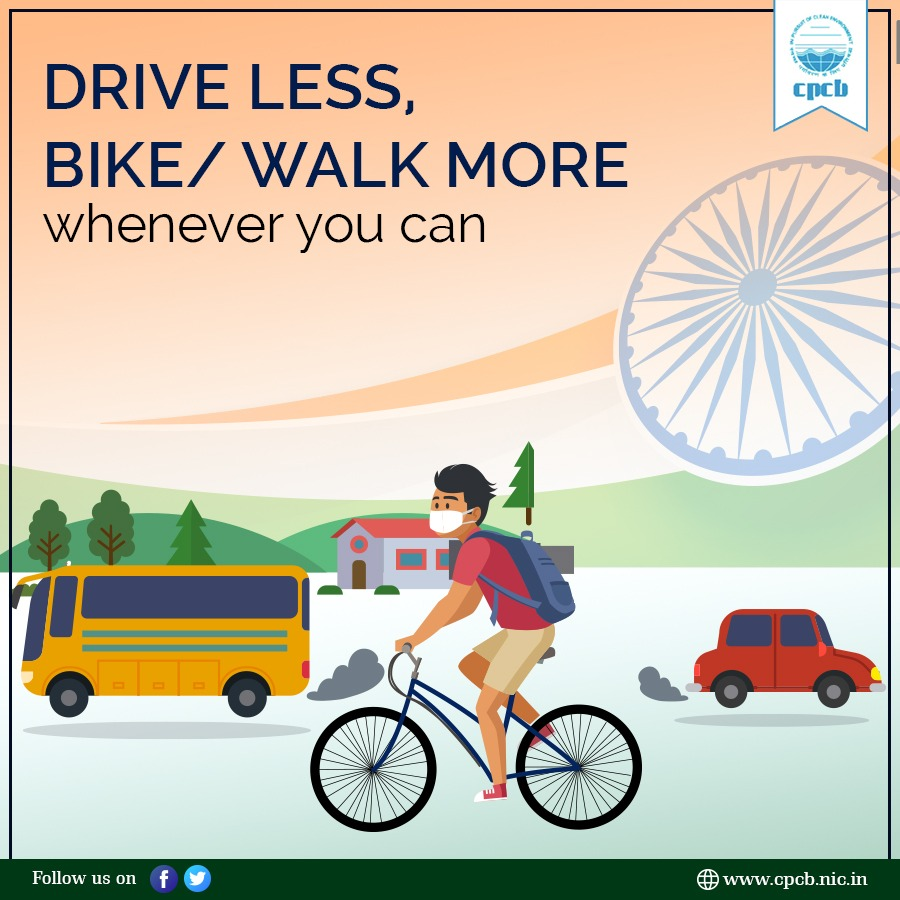 DRIVE LESS,
BIKE/ WALK MORE
whenever you can
cpcb
Follow us on
www.cpcb.nic.in